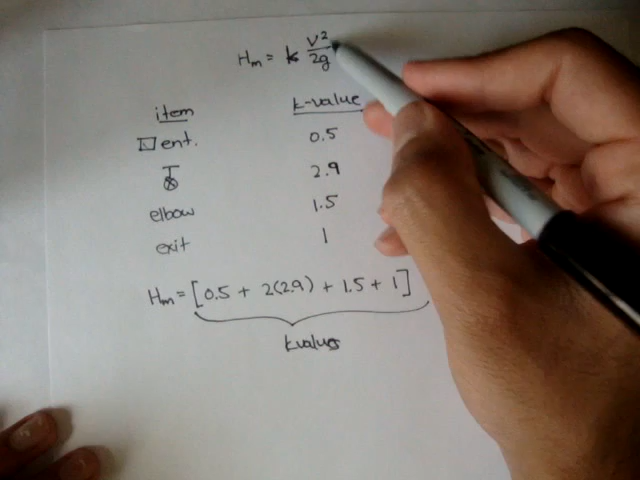 Hm = k V²/2g
item k-value
ent. 0.5
2.9
elbow 1.5
exit 1
Hm = [0.5 + 2(2.9) + 1.5 + 1]
k values